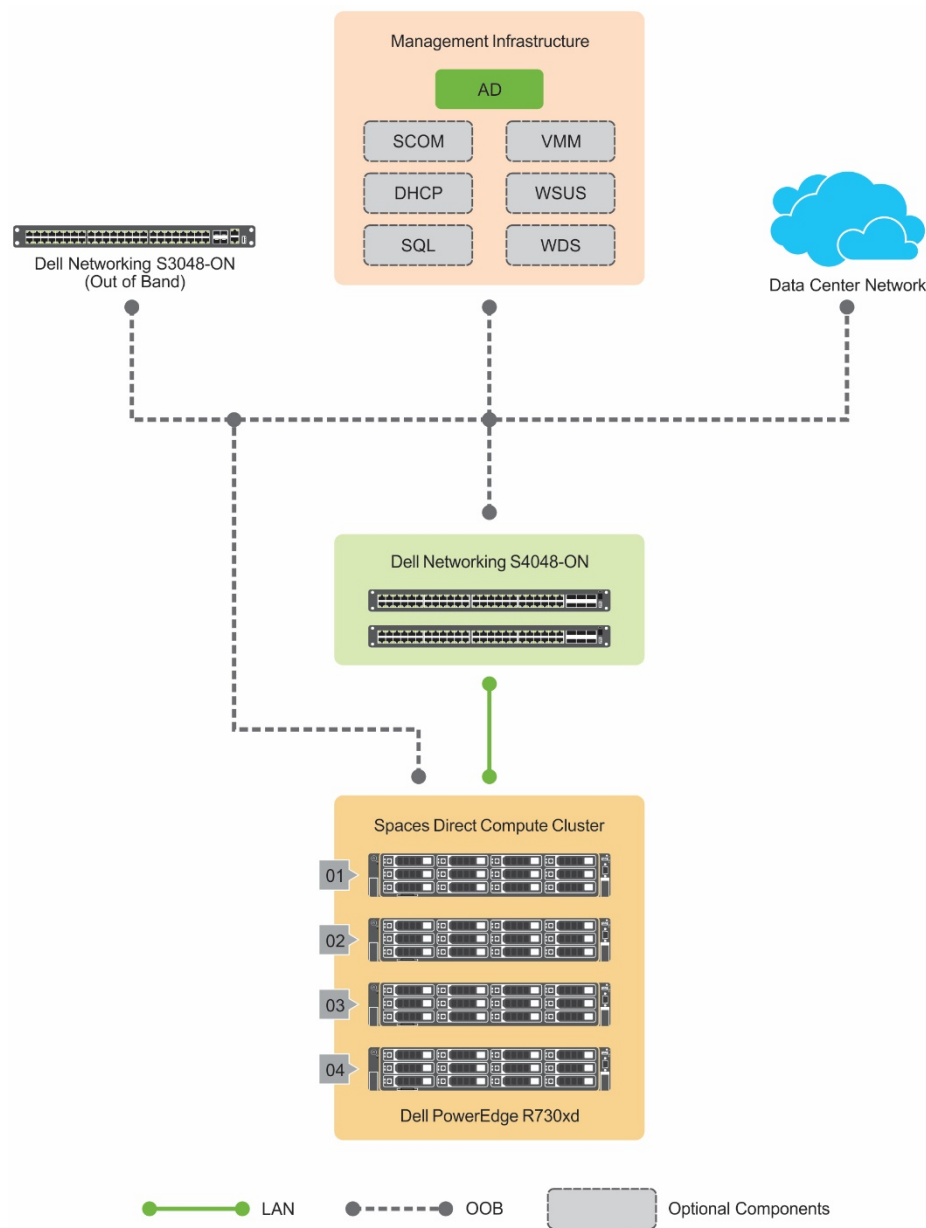 Management Infrastructure
AD
SCOM
VMM
DHCP
WSUS
SQL
WDS
Dell Networking S3048-ON
(Out of Band)
Data Center Network
Dell Networking S4048-ON
Spaces Direct Compute Cluster
01
02
03
04
Dell PowerEdge R730xd
LAN
OOB
Optional Components